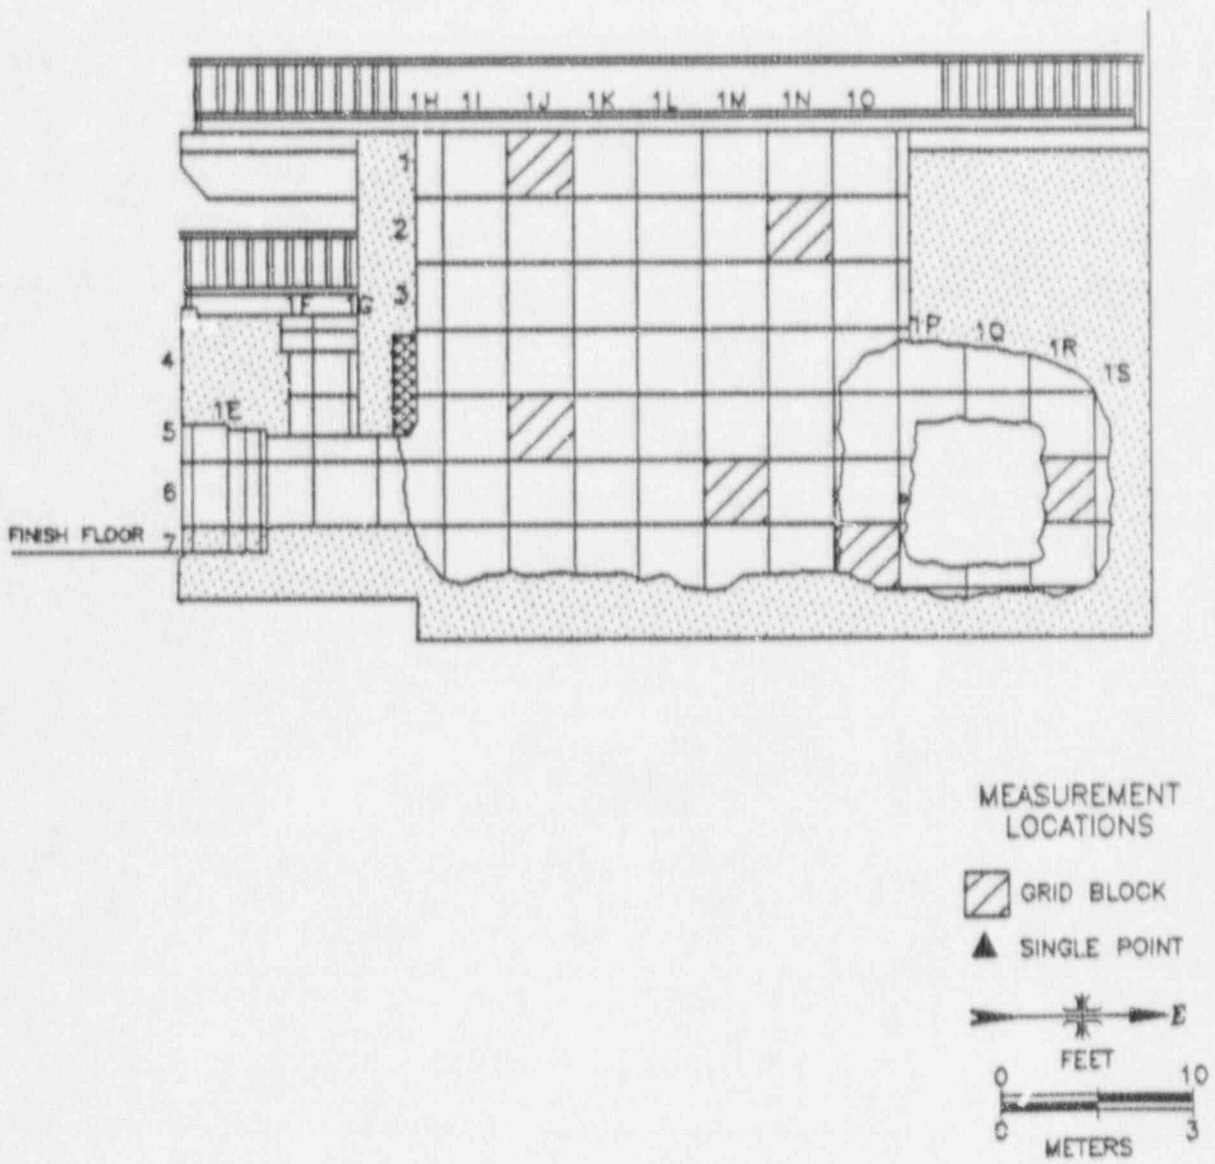 1H 1I 1J 1K 1L 1M 1N 1O
1
2
3
1F 1G
4
1P 1Q 1R 1S
1E
5
6
7
FINISH FLOOR
MEASUREMENT
LOCATIONS
GRID BLOCK
SINGLE POINT
E
FEET
0 10
0 3
METERS